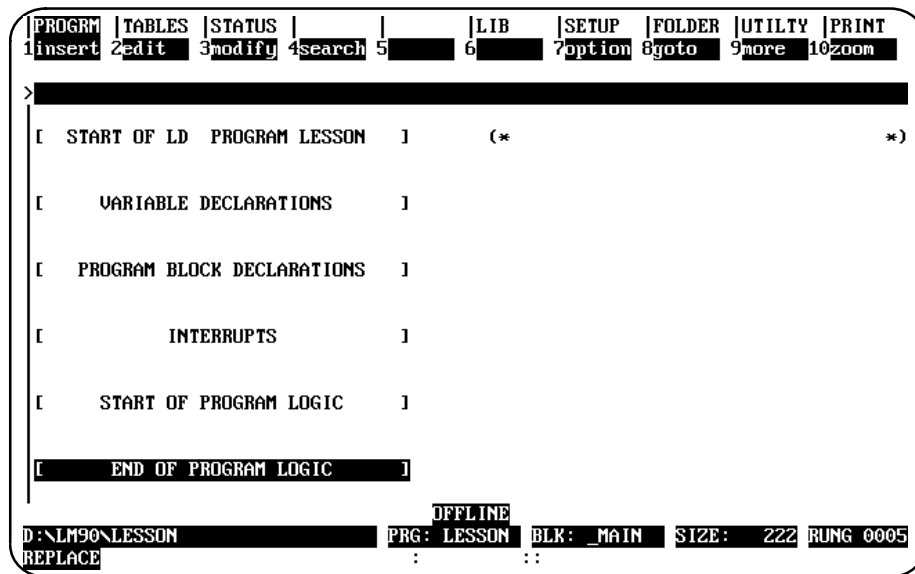 |PROGRM |TABLES |STATUS | | |LIB |SETUP |FOLDER |UTILTY |PRINT
1insert 2edit 3modify 4search 5 6 7option 8goto 9more 10zoom
>
[ START OF LD PROGRAM LESSON ] (* *)
[ VARIABLE DECLARATIONS ]
[ PROGRAM BLOCK DECLARATIONS ]
[ INTERRUPTS ]
[ START OF PROGRAM LOGIC ]
[ END OF PROGRAM LOGIC ]
OFFLINE
D:\LM90\LESSON PRG: LESSON BLK: _MAIN SIZE: 222 RUNG 0005
REPLACE : ::